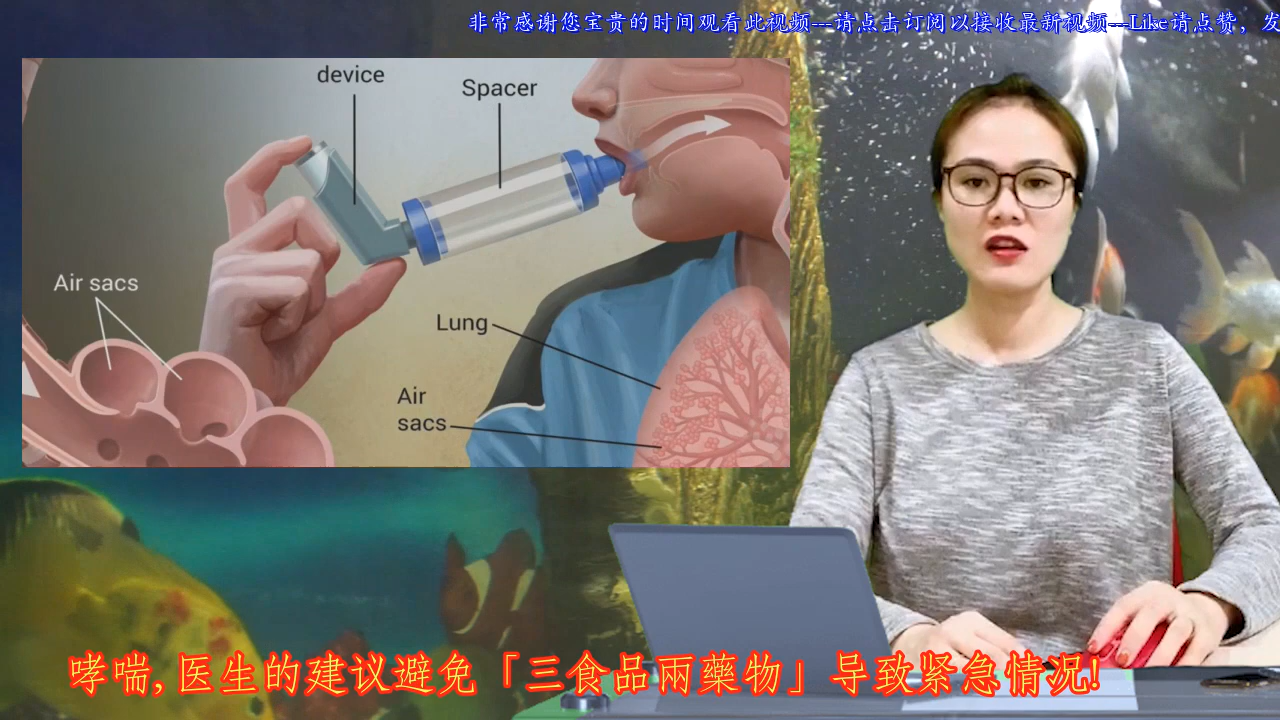 非常感谢您宝贵的时间观看此视频---请点击订阅以接收最新视频---Like请点赞，发
device
Spacer
Air sacs
Lung
Air
sacs
哮喘,医生的建议避免「三食品兩藥物」导致紧急情况!